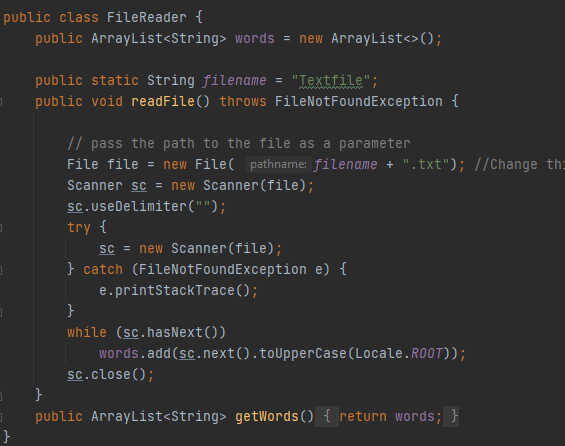 public class FileReader {
    public ArrayList<String> words = new ArrayList<>();

    public static String filename = "Textfile";
    public void readFile() throws FileNotFoundException {

        // pass the path to the file as a parameter
        File file = new File( pathname: filename + ".txt"); //Change
        Scanner sc = new Scanner(file);
        sc.useDelimiter("");
        try {
            sc = new Scanner(file);
        } catch (FileNotFoundException e) {
            e.printStackTrace();
        }
        while (sc.hasNext())
            words.add(sc.next().toUpperCase(Locale.ROOT));
        sc.close();
    }
    public ArrayList<String> getWords() { return words; }
}